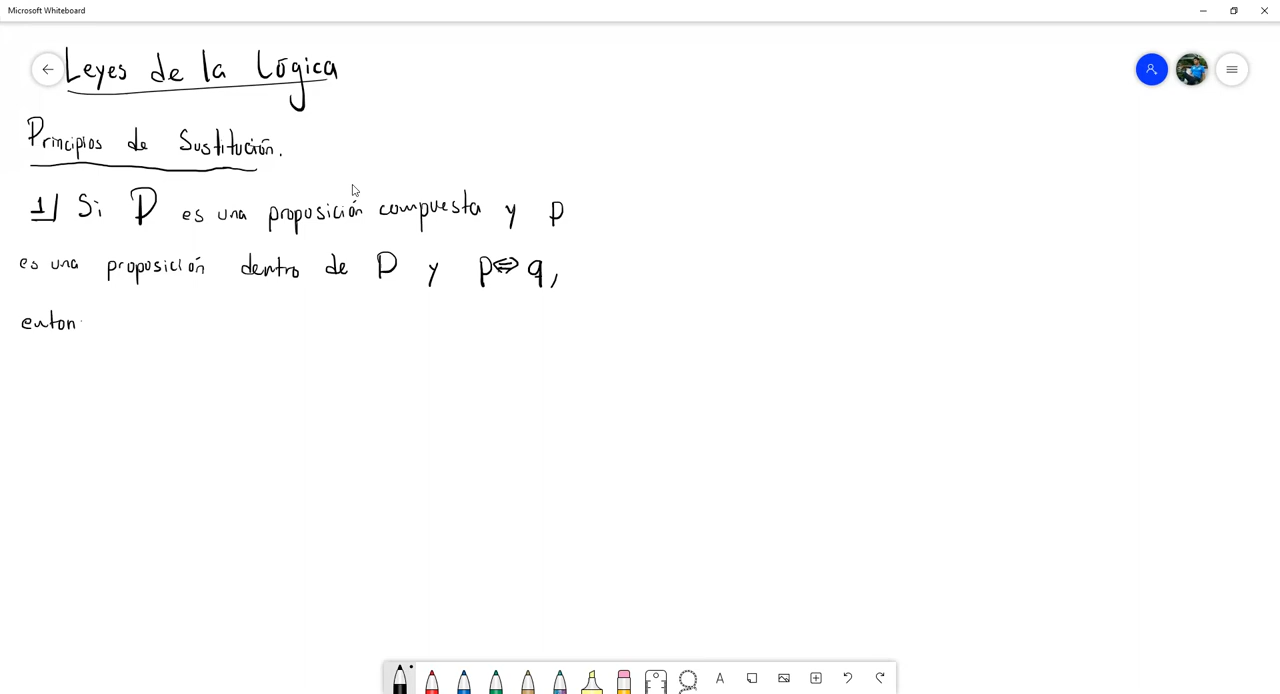 Microsoft Whiteboard
Leyes de la Lógica
Principios de Sustitución.
1) Si P es una proposición compuesta y p
es una proposición dentro de P y p⇔q,
enton